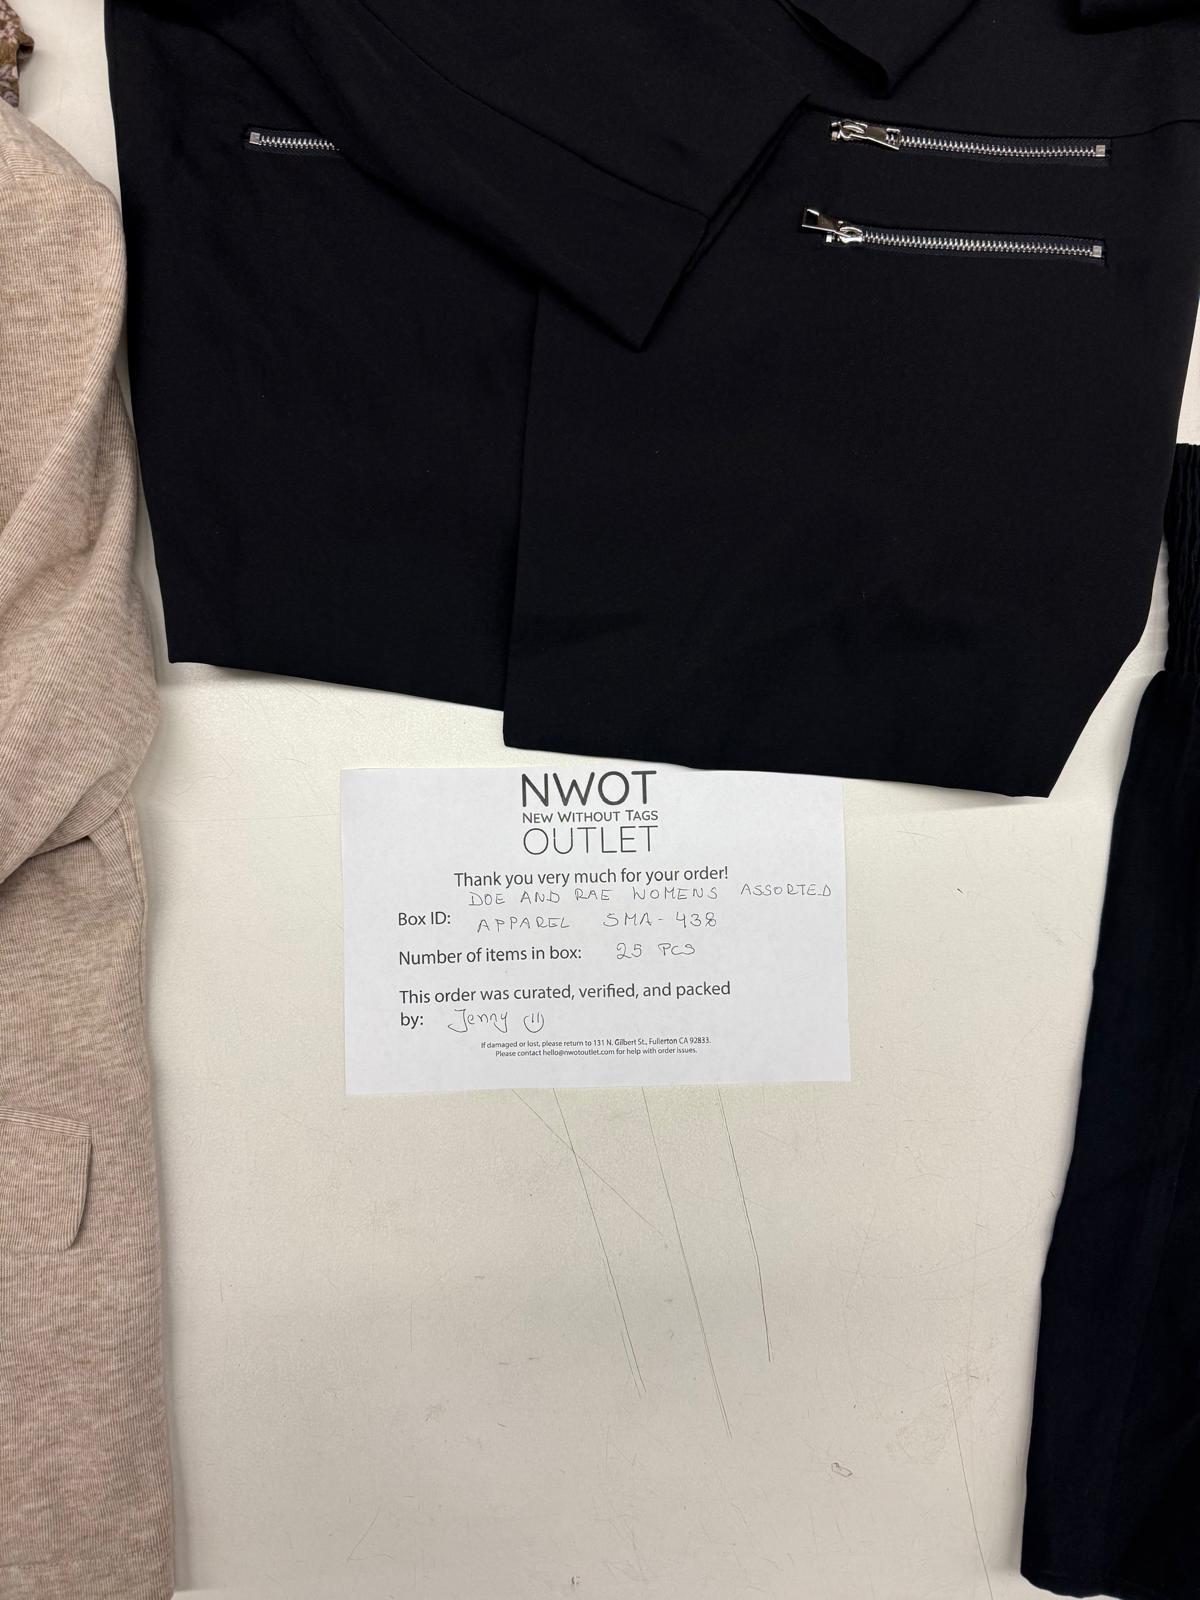 NWOT
NEW WITHOUT TAGS
OUTLET
Thank you very much for your order!
DOE AND RAE WOMENS ASSORTED
Box ID: APPAREL SMA-438
Number of items in box: 25 PCS
This order was curated, verified, and packed
by: Jenny
If damaged or lost, please return to 131 N. Gilbert St., Fullerton CA 92833.
Please contact hello@nwotoutlet.com for help with order issues.